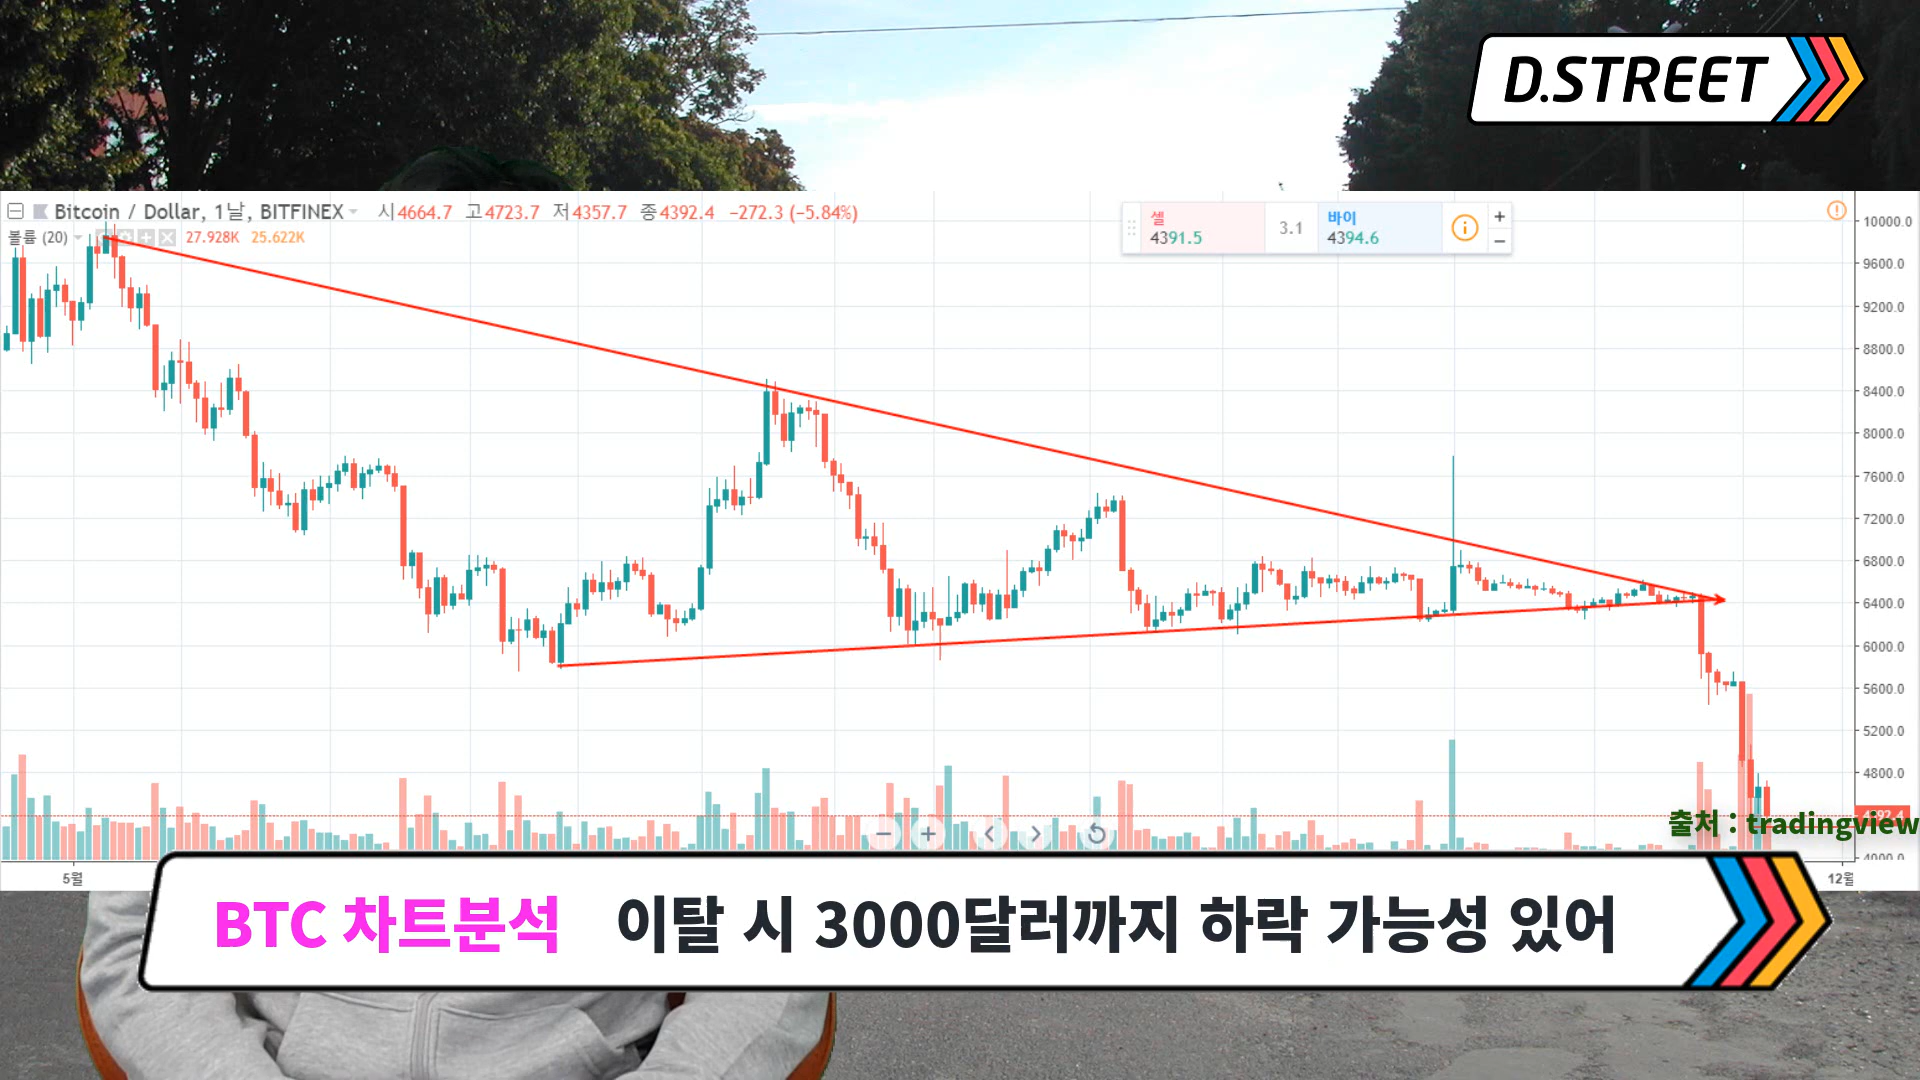 D.STREET
Bitcoin / Dollar, 1날, BITFINEX 시4664.7 고4723.7 저4357.7 종4392.4 −272.3 (−5.84%)
볼륨 (20) 27.928K 25.622K
셀
4391.5
3.1
바이
4394.6
10000.0
9600.0
9200.0
8800.0
8400.0
8000.0
7600.0
7200.0
6800.0
6400.0
6000.0
5600.0
5200.0
4800.0
출처 : tradingview
4000.0
5월
12월
BTC 차트분석 이탈 시 3000달러까지 하락 가능성 있어